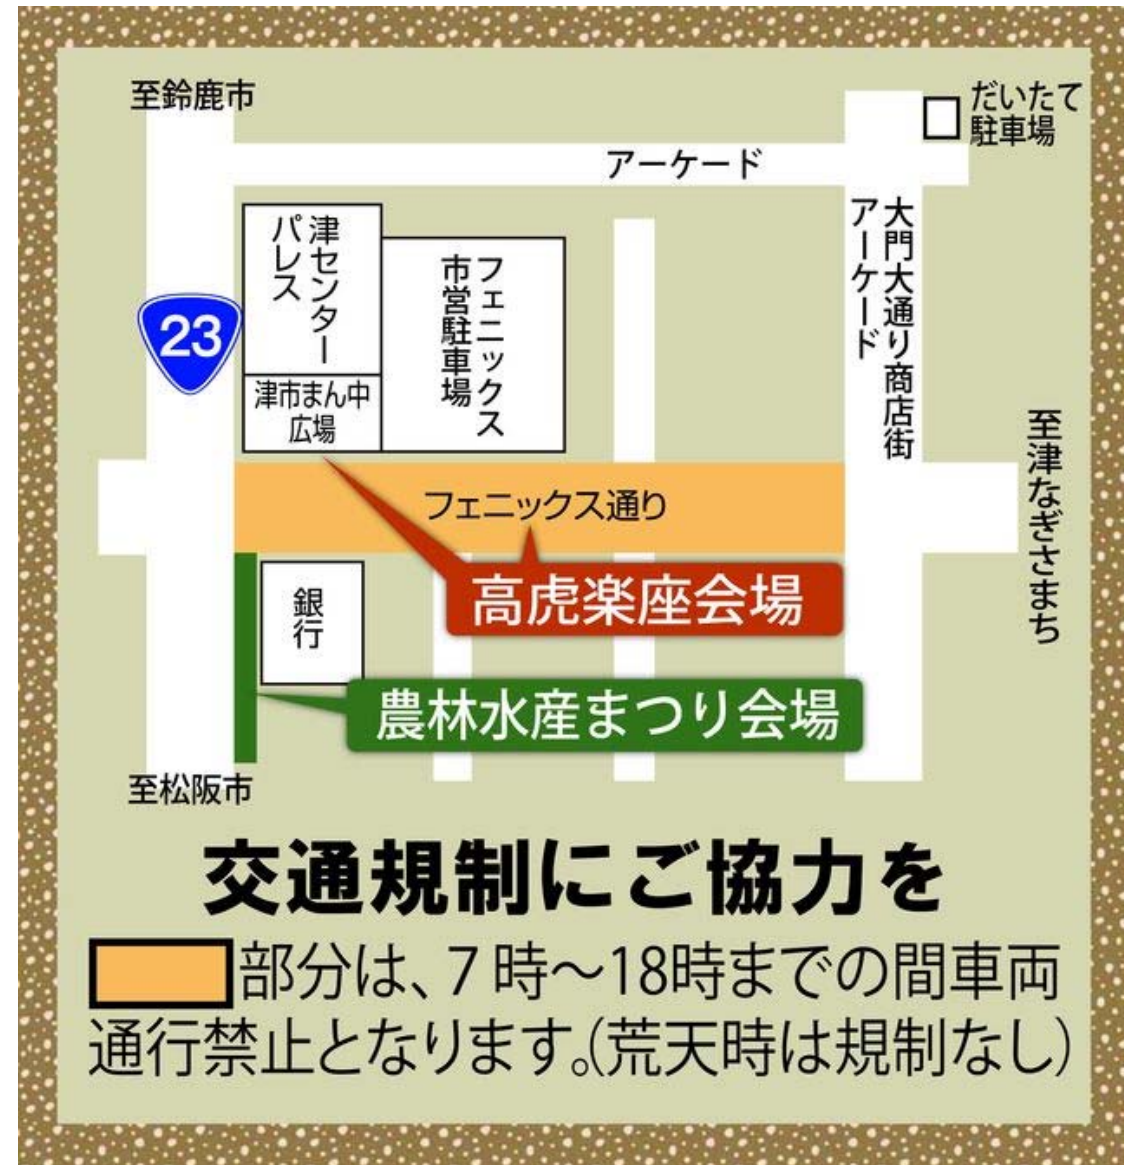 至鈴鹿市
だいたて
駐車場
アーケード
津センター
パレス
フェニックス
市営駐車場
大門大通り商店街
アーケード
23
津市まん中
広場
至津なぎさまち
フェニックス通り
高虎楽座会場
銀行
農林水産まつり会場
至松阪市
交通規制にご協力を
部分は、7時～18時までの間車両
通行禁止となります。(荒天時は規制なし)